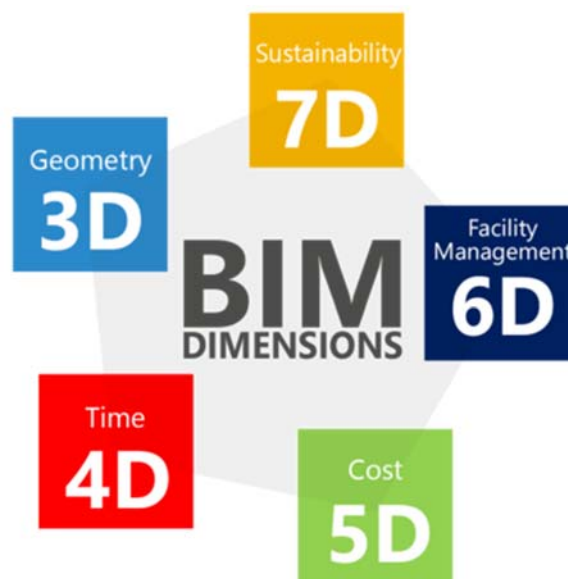 Sustainability
7D
Geometry
3D
Facility
Management
6D
BIM
DIMENSIONS
Time
4D
Cost
5D